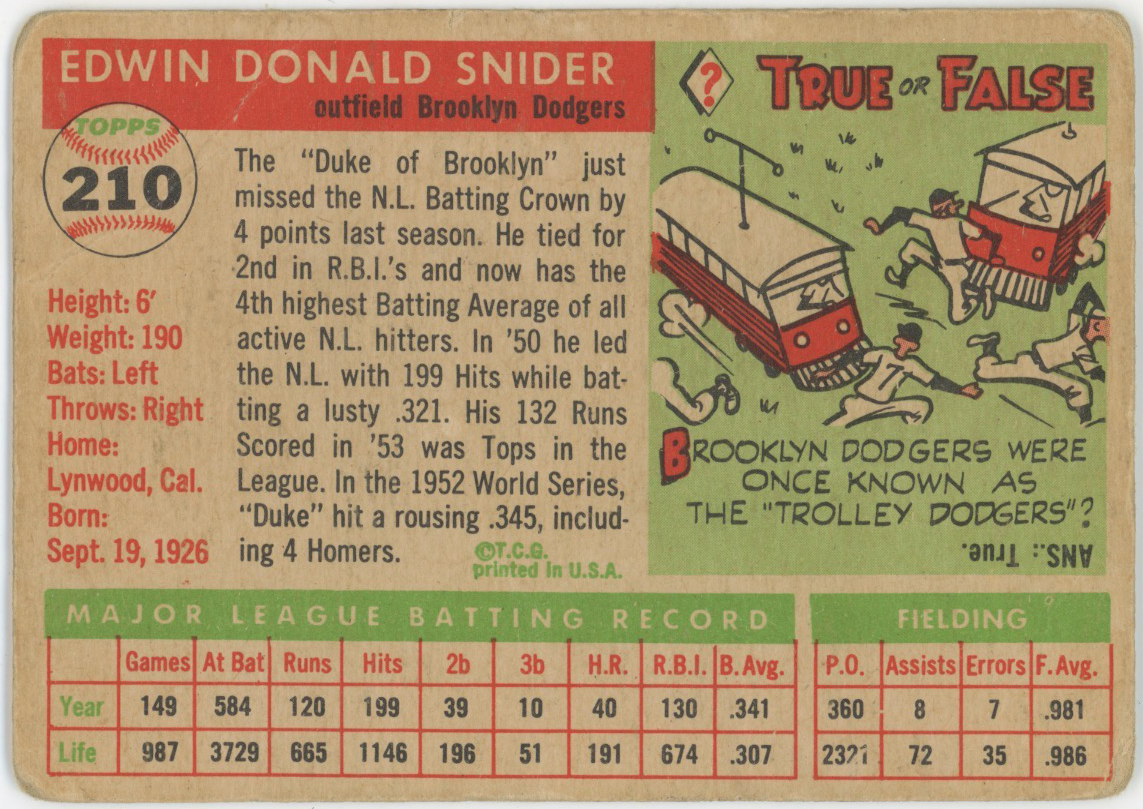 EDWIN DONALD SNIDER
outfield Brooklyn Dodgers
TOPPS
210
Height: 6'
Weight: 190
Bats: Left
Throws: Right
Home:
Lynwood, Cal.
Born:
Sept. 19, 1926
The "Duke of Brooklyn" just
missed the N.L. Batting Crown by
4 points last season. He tied for
2nd in R.B.I.'s and now has the
4th highest Batting Average of all
active N.L. hitters. In '50 he led
the N.L. with 199 Hits while bat-
ting a lusty .321. His 132 Runs
Scored in '53 was Tops in the
League. In the 1952 World Series,
"Duke" hit a rousing .345, includ-
ing 4 Homers.
©T.C.G.
printed in U.S.A.
?
TRUE OR FALSE
7
BROOKLYN DODGERS WERE
ONCE KNOWN AS
THE "TROLLEY DODGERS"?
ANS.: True.
MAJOR LEAGUE BATTING RECORD
Games At Bat Runs Hits 2b 3b H.R. R.B.I. B. Avg.
Year 149 584 120 199 39 10 40 130 .341
Life 987 3729 665 1146 196 51 191 674 .307
FIELDING
P.O. Assists Errors F. Avg.
360 8 7 .981
2321 72 35 .986